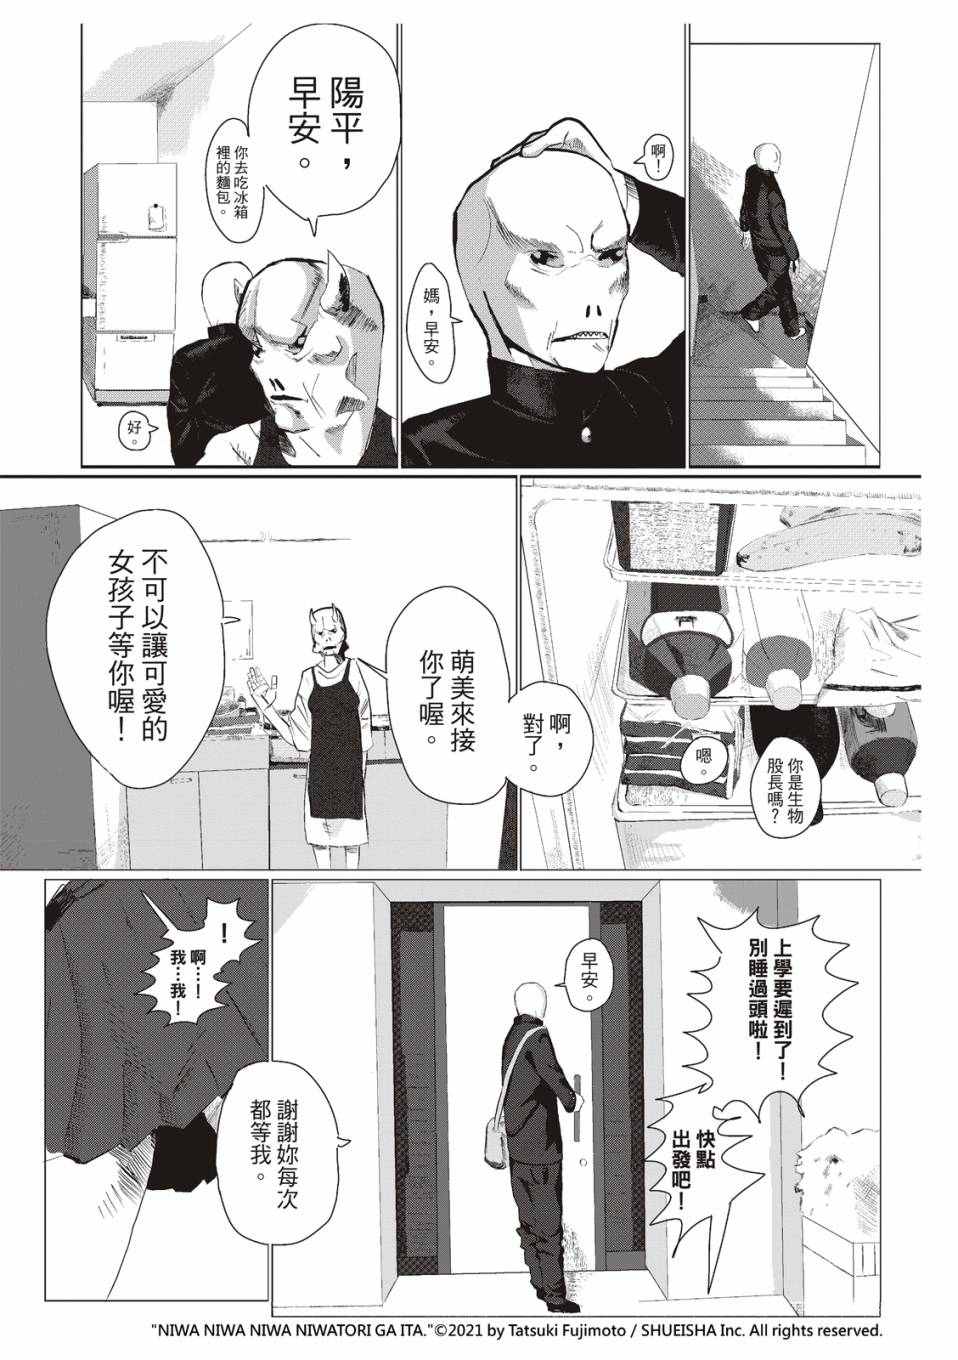 啊！
媽，早安。
陽平，
早安。
你去吃冰箱
裡的麵包。
好。
你是生物
股長嗎？
嗯。
啊，
對了。
萌美來接
你了喔。
不可以讓可愛的
女孩子等你喔！
上學要遲到了！
別睡過頭啦！
快點
出發吧！
早安。
！
啊……！
我…我！
謝謝妳每次
都等我。
"NIWA NIWA NIWA NIWATORI GA ITA."©2021 by Tatsuki Fujimoto / SHUEISHA Inc. All rights reserved.